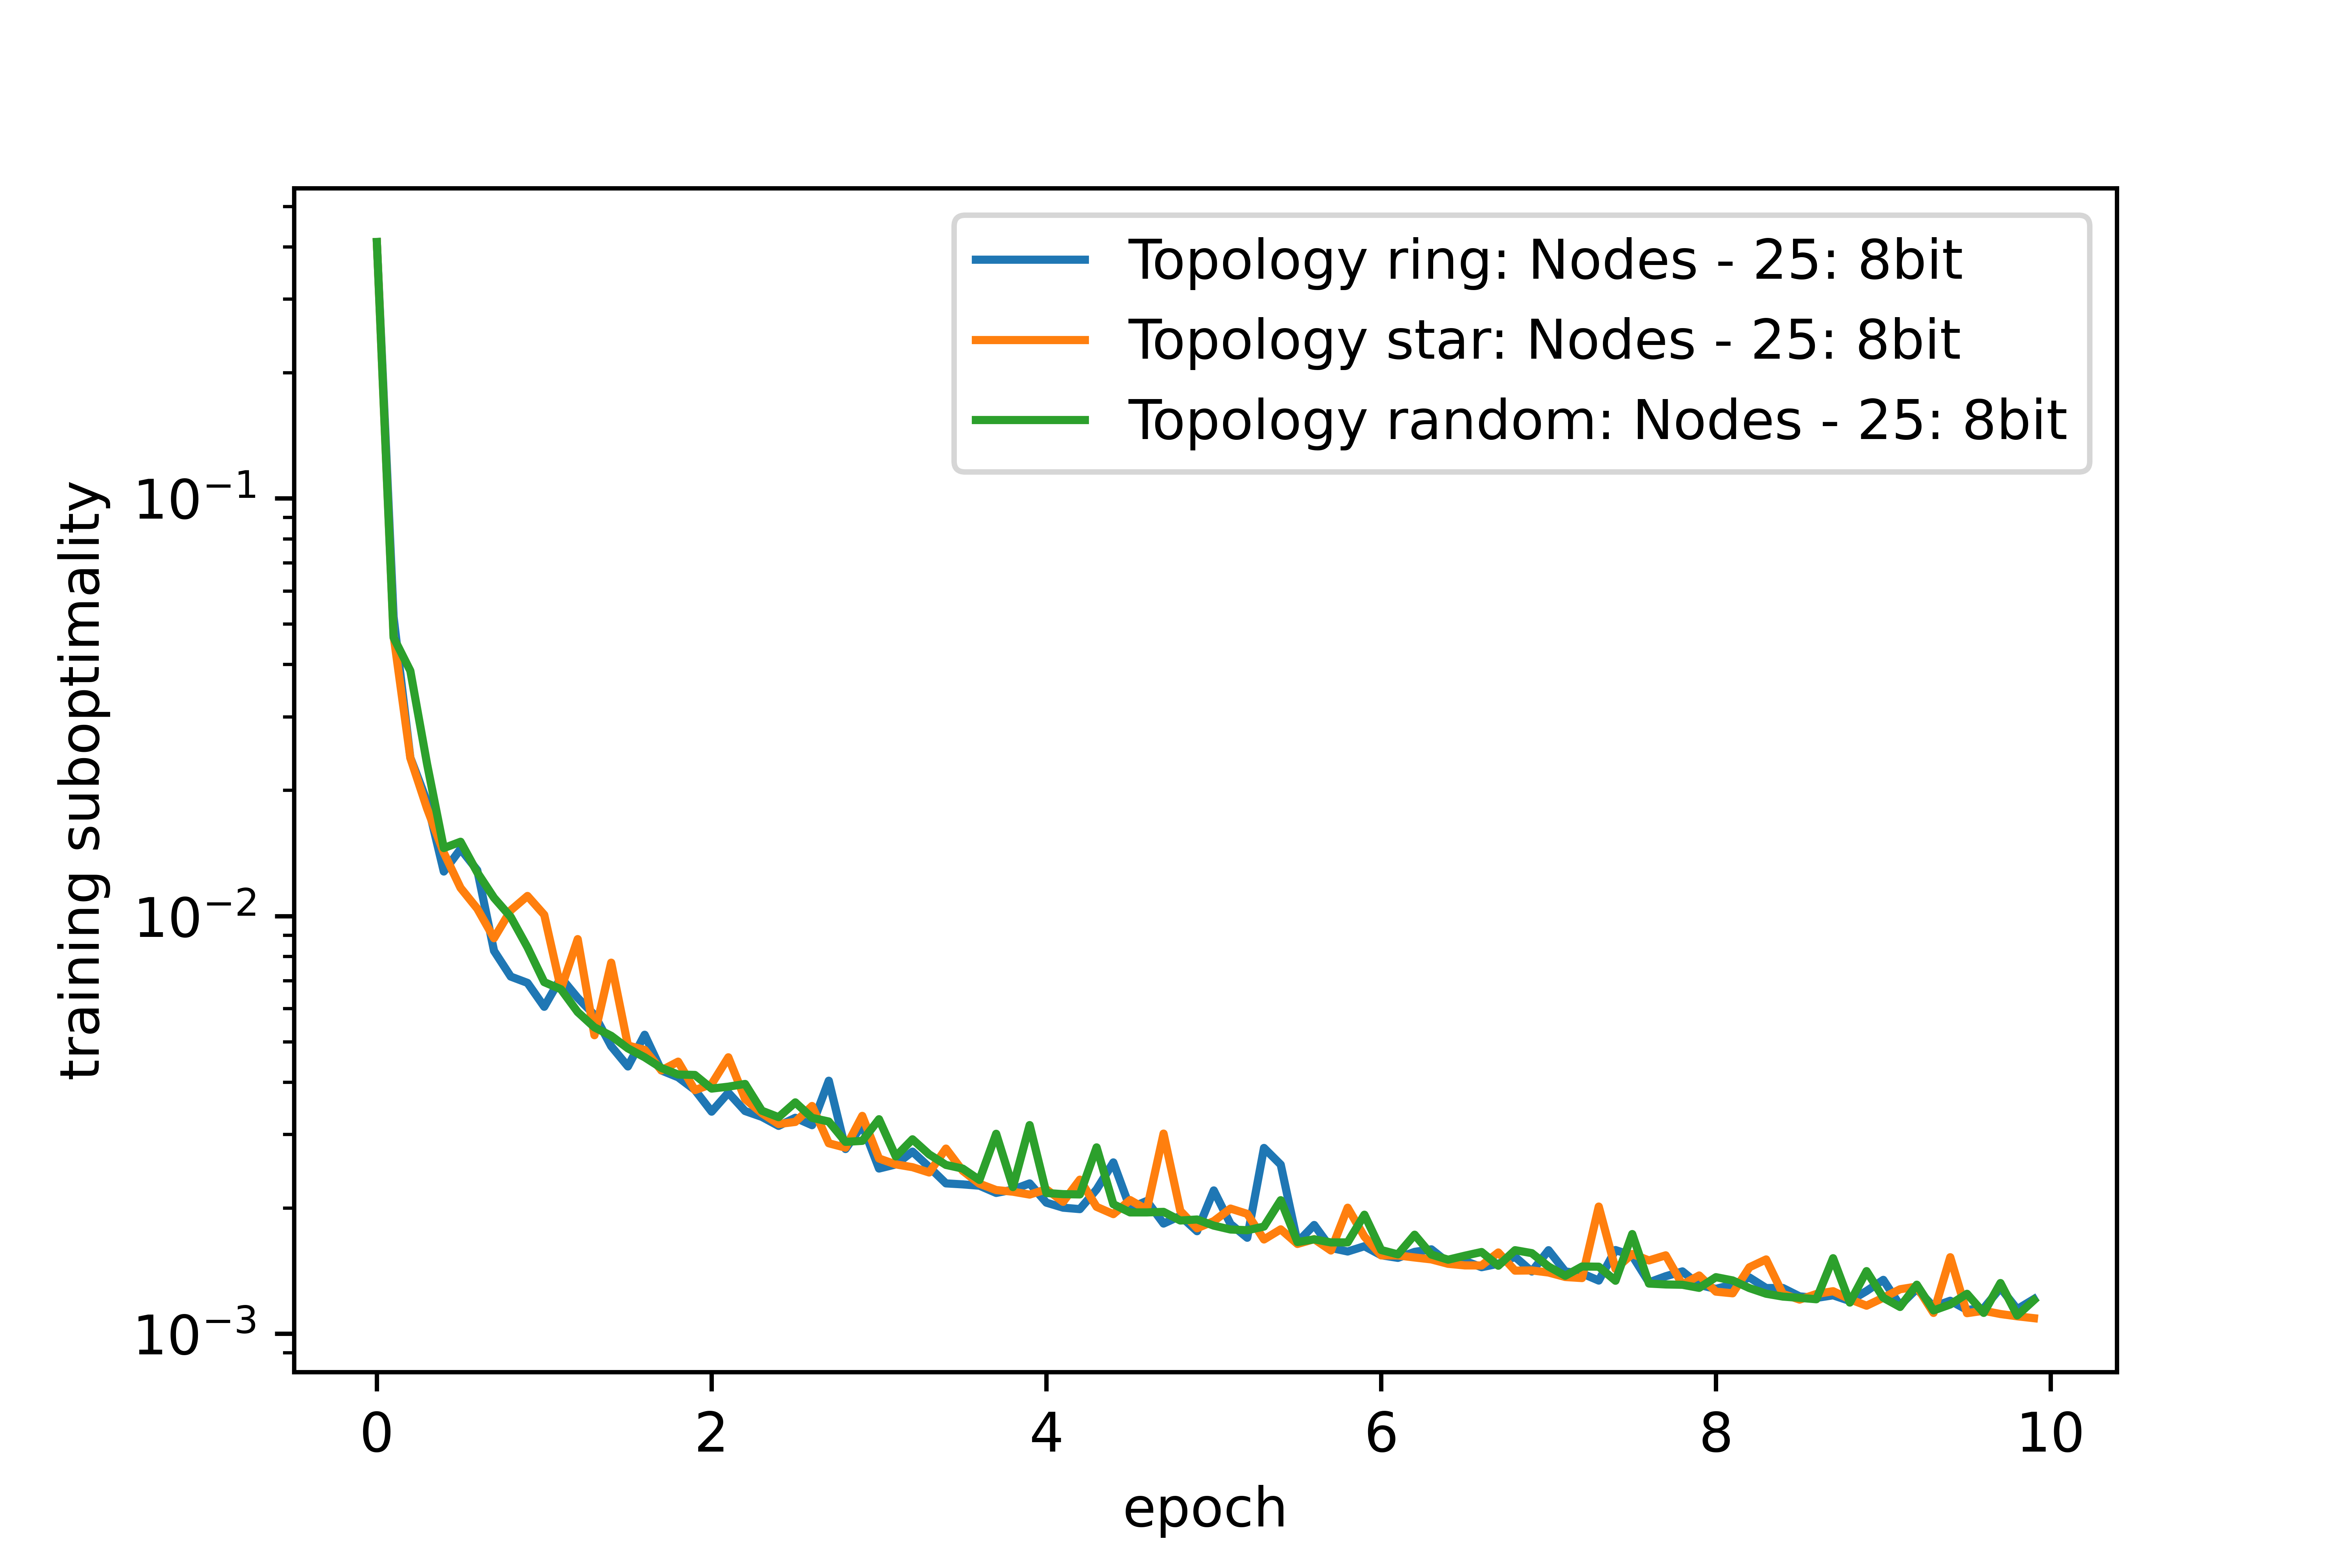 Topology ring: Nodes - 25: 8bit
Topology star: Nodes - 25: 8bit
Topology random: Nodes - 25: 8bit
training suboptimality
10⁻¹
10⁻²
10⁻³
0 2 4 6 8 10
epoch